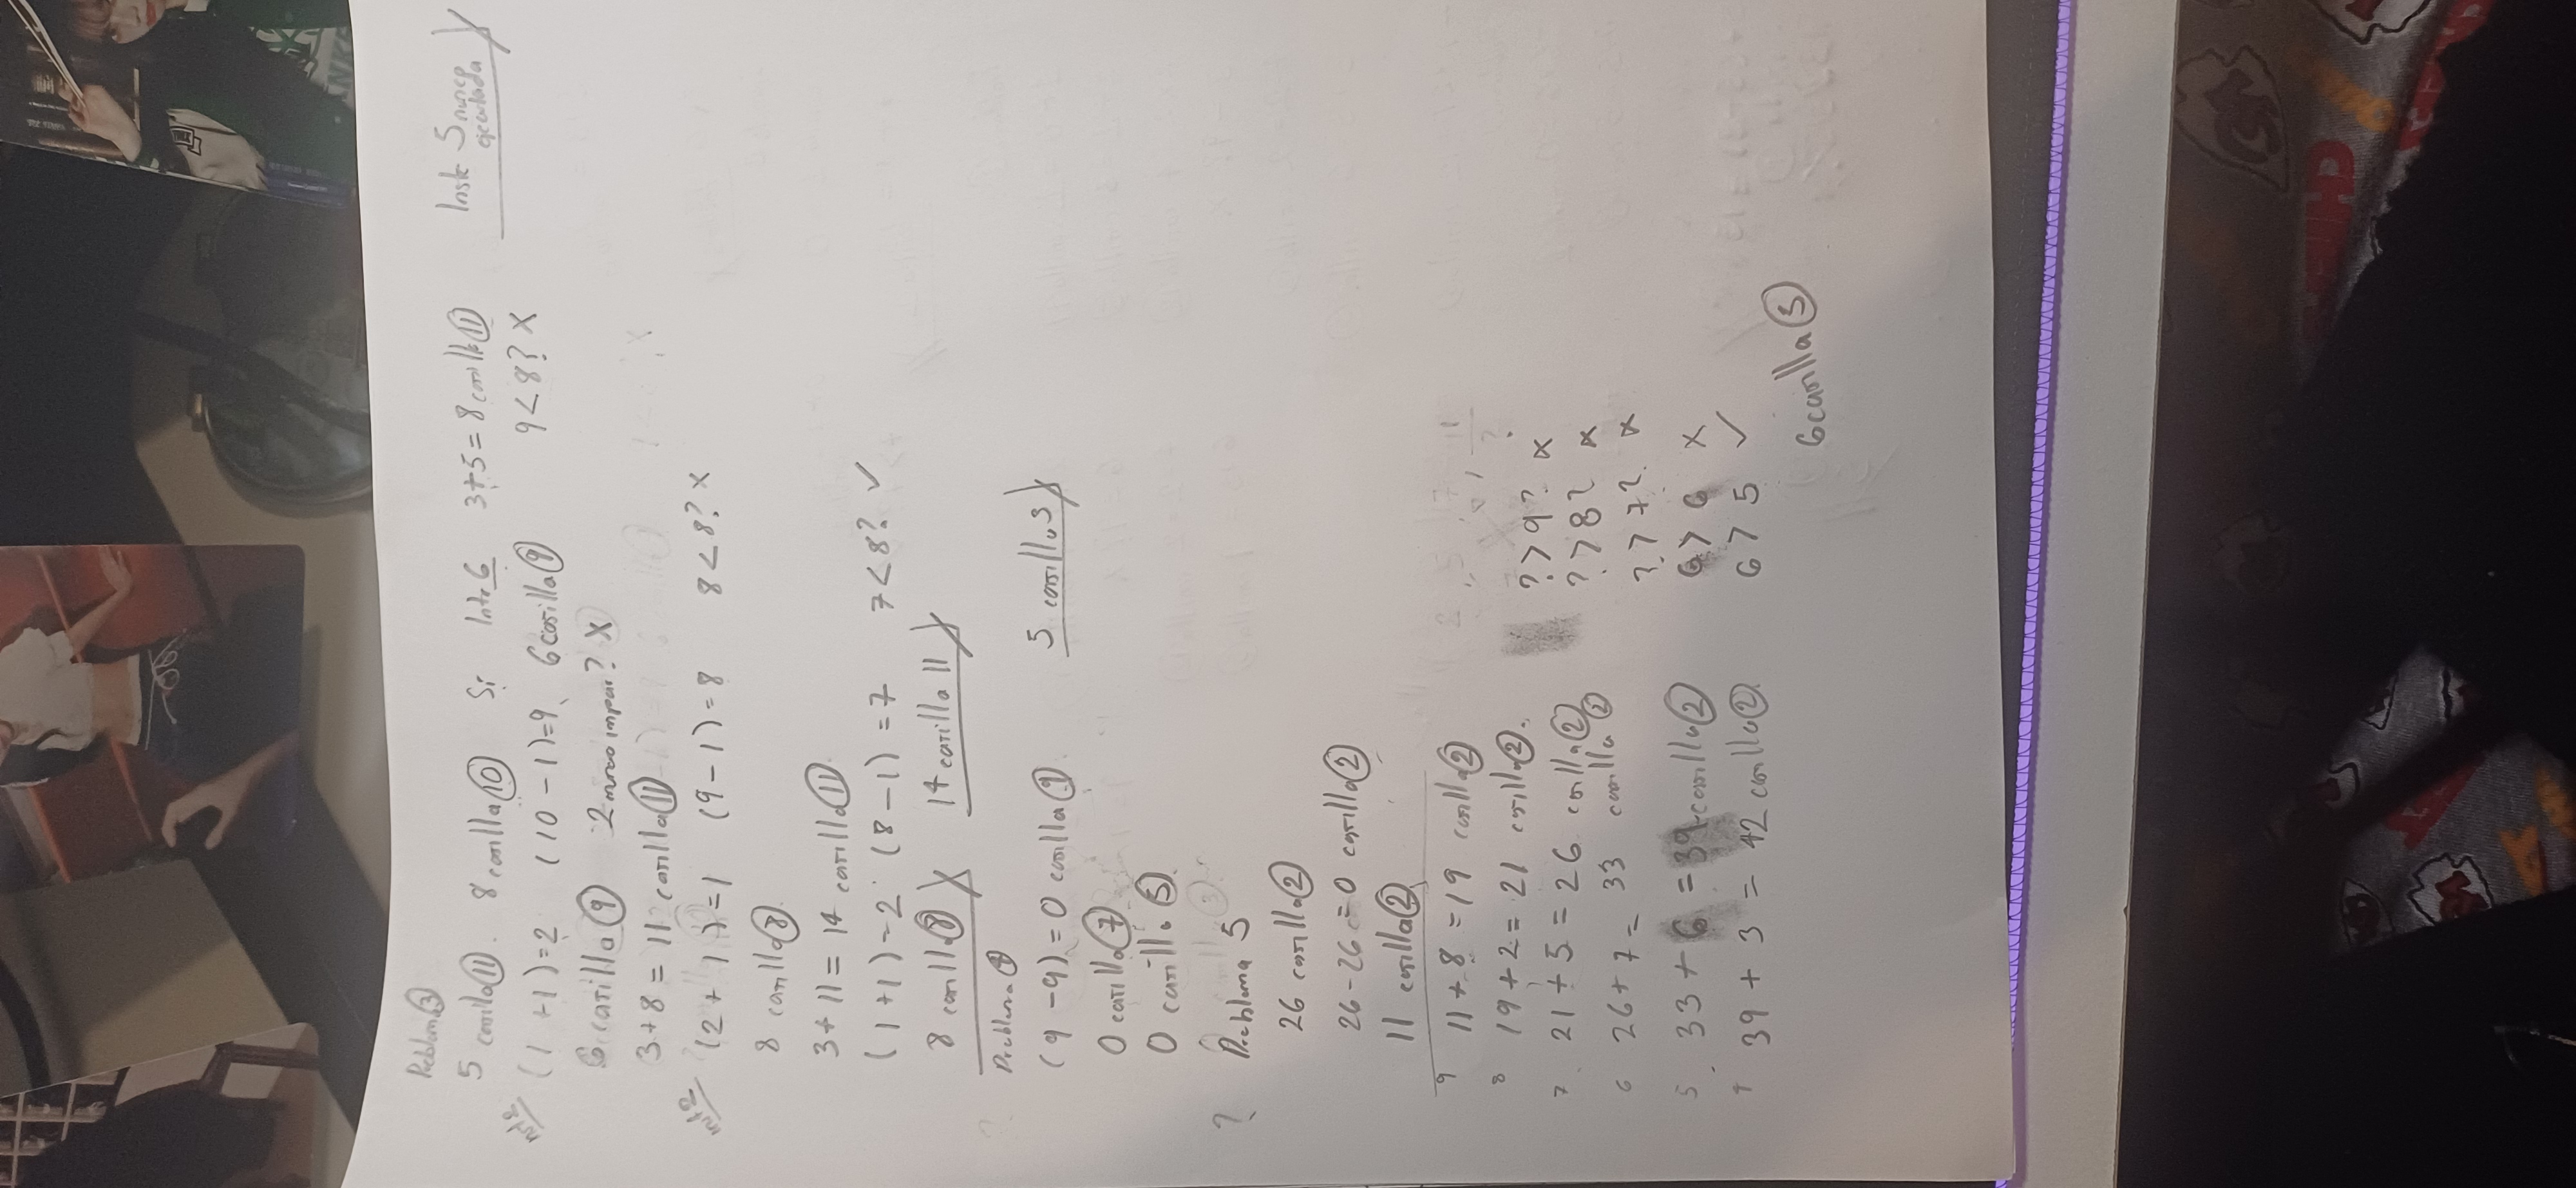 Problema ③
5 casilla ⑪. 8 casilla ⑩ Si Inte 6 3+5=8 casilla ⑪ Instr 5 nunca ejecutada
(1 +1)=2 (10-1)=9 6 casilla ⑨ 9<8? X
6 casilla ⑨ 2 impar? X
3+8 = 11 casilla ⑪
(2+ 1)=1 (9-1)=8 8<8? X
8 casilla ⑧.
3+11= 14 casilla ⑪
(1+1)=2 (8-1) =7 7<8? ✓
8 casilla ⑧ 14 casilla 11
Problema ④
(9 -9)=0 casilla ⑨ 5 casilla 3
0 casilla ⑦
0 casilla ⑤
? Problema 5
26 casilla ②
26-26=0 casilla ②
11 casilla ②
9 11+8=19 casilla ②
8 19+2= 21 casilla ②. ?>9? X
7 21+5=26 casilla ② ?>8? X
6 26+7= 33 casilla ② ?>7? X
5 33+6=39 casilla ② 6>6 X
4 39 + 3 = 42 casilla ② 6>5 ✓
6 casilla ⑤